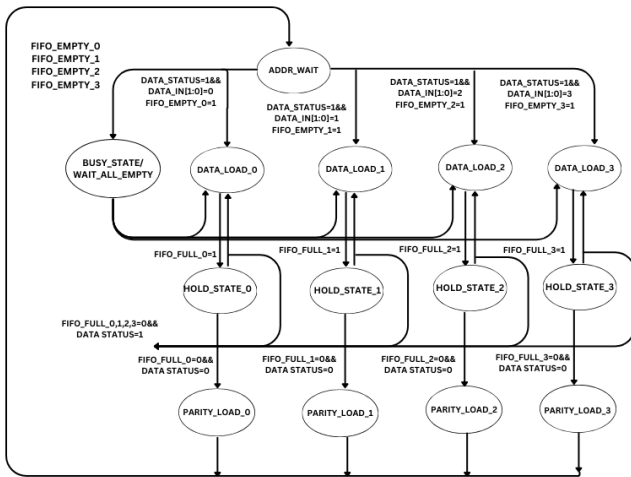 FIFO_EMPTY_0
FIFO_EMPTY_1
FIFO_EMPTY_2
FIFO_EMPTY_3
ADDR_WAIT
DATA_STATUS=1&&
DATA_IN[1:0]=0
FIFO_EMPTY_0=1
DATA_STATUS=1&&
DATA_IN[1:0]=1
FIFO_EMPTY_1=1
DATA_STATUS=1&&
DATA_IN[1:0]=2
FIFO_EMPTY_2=1
DATA_STATUS=1&&
DATA_IN[1:0]=3
FIFO_EMPTY_3=1
BUSY_STATE/
WAIT_ALL_EMPTY
DATA_LOAD_0
DATA_LOAD_1
DATA_LOAD_2
DATA_LOAD_3
FIFO_FULL_0=1
FIFO_FULL_1=1
FIFO_FULL_2=1
FIFO_FULL_3=1
HOLD_STATE_0
HOLD_STATE_1
HOLD_STATE_2
HOLD_STATE_3
FIFO_FULL_0,1,2,3=0&&
DATA STATUS=1
FIFO_FULL_0=0&&
DATA STATUS=0
FIFO_FULL_1=0&&
DATA STATUS=0
FIFO_FULL_2=0&&
DATA STATUS=0
FIFO_FULL_3=0&&
DATA STATUS=0
PARITY_LOAD_0
PARITY_LOAD_1
PARITY_LOAD_2
PARITY_LOAD_3